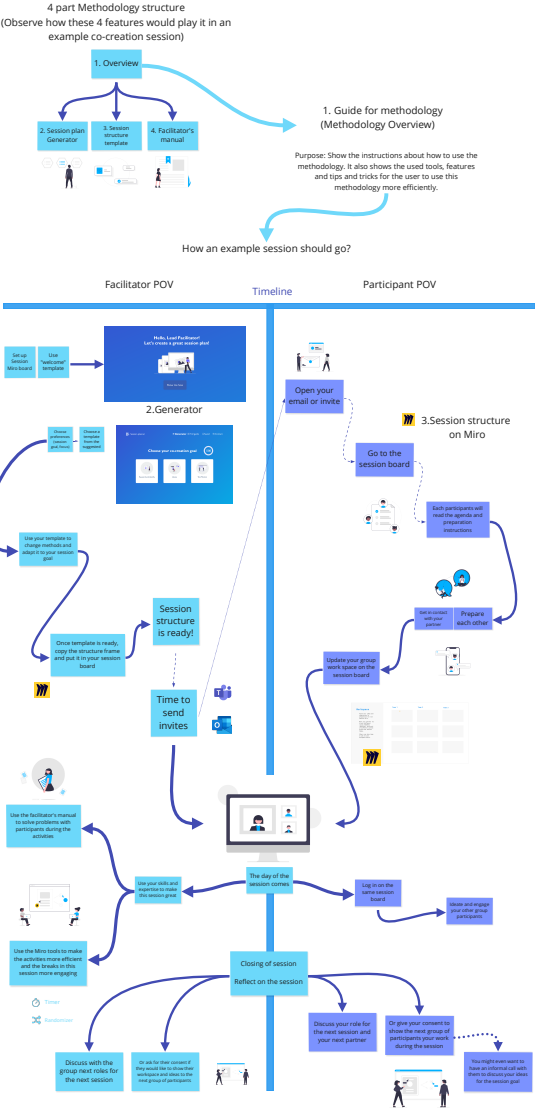 4 part Methodology structure
(Observe how these 4 features would play it in an
example co-creation session)
1. Overview
2. Session plan
Generator
3. Session
structure
template
4. Facilitator's
manual
1. Guide for methodology
(Methodology Overview)
Purpose: Show the instructions about how to use the
methodology. It also shows the used tools, features
and tips and tricks for the user to use this
methodology more efficiently.
How an example session should go?
Facilitator POV
Timeline
Participant POV
Set up
Session
Miro board
Use
"welcome"
template
Hello, Lead Facilitator!
Let's create a great session plan!
2.Generator
Choose
preferences
(session
goal, focus)
Choose a
template
from the
suggested
Choose your co-creation goal
Use your template to
change methods and
adapt it to your session
goal
Once template is ready,
copy the structure frame
and put it in your session
board
Session
structure
is ready!
Time to
send
invites
Open your
email or invite
Go to the
session board
3.Session structure
on Miro
Each participants will
read the agenda and
preparation
instructions
Get to contact
with your
partner
Prepare
each other
Update your group
work space on the
session board
Use the facilitator's manual
to solve problems with
participants during the
activities
Use your skills and
expertise to make
this session great
The day of the
session comes
Log in on the
same session
board
Ideate and engage
your other group
participants
Use the Miro tools to make
the activities more efficient
and the breaks in this
session more engaging
Timer
Randomizer
Closing of session
Reflect on the session
Discuss with the
group next roles for
the next session
Or ask for their consent if
they would like to show their
workspace and ideas to the
next group of participants
Discuss your role for
the next session and
your next partner
Or give your consent to
show the next group of
participants your work
during the session
You might even want to
have an informal call with
them to discuss your ideas
for the session goal